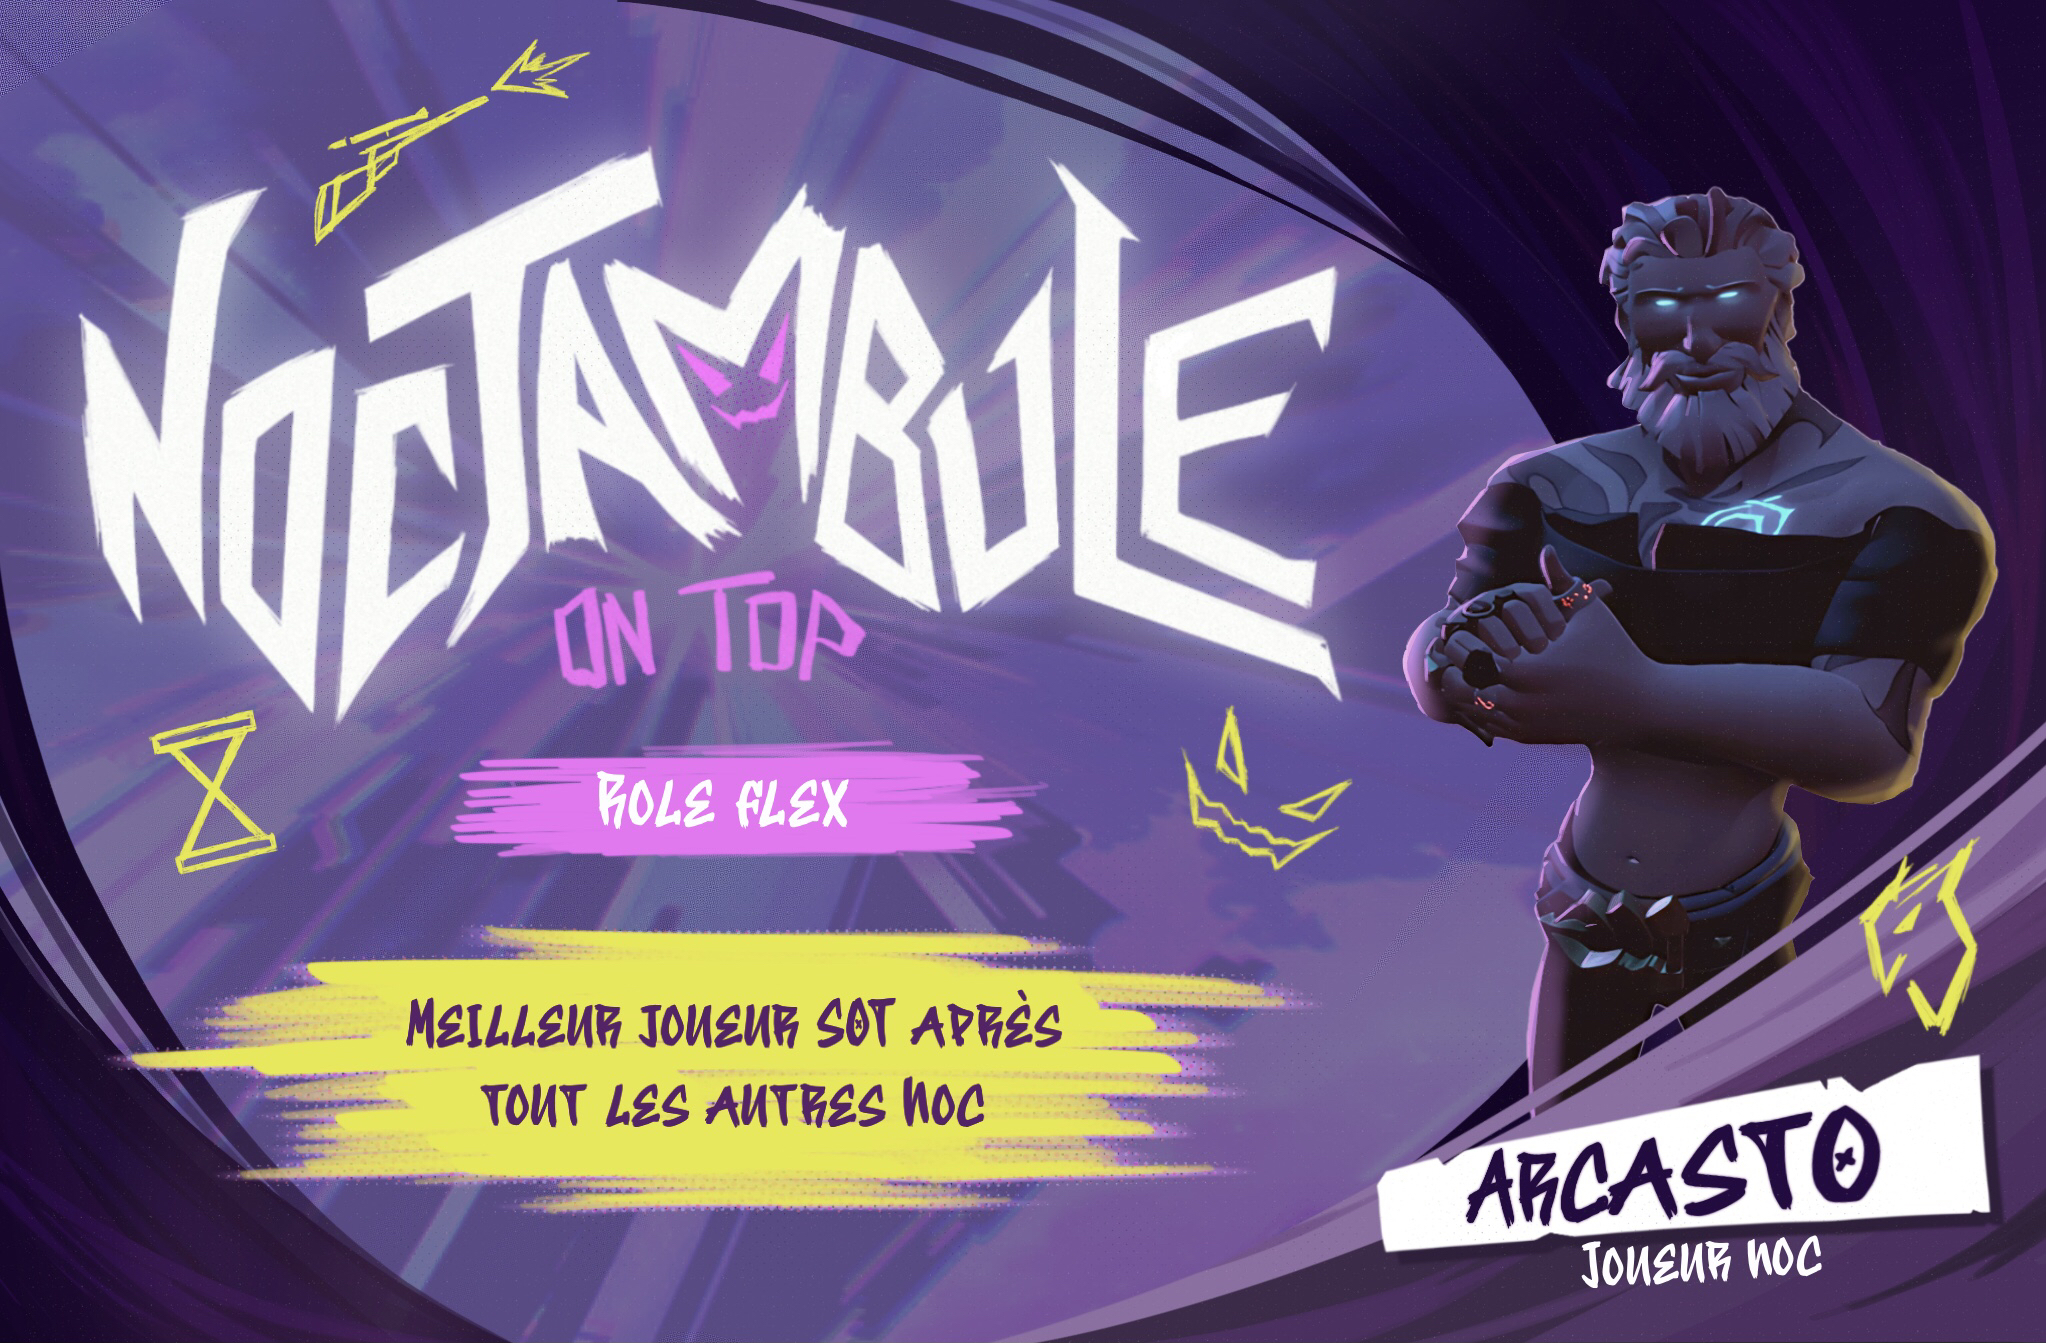 NOCTAMBULE
ON TOP
ROLE FLEX
MEILLEUR JOUEUR SOT APRÈS
TOUT LES AUTRES NOC
ARCASTO
JOUEUR NOC